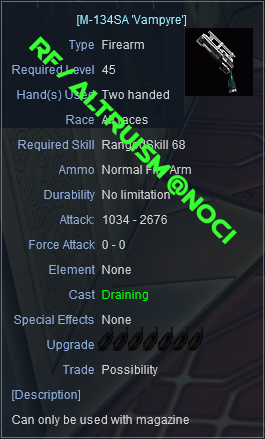 [M-134SA 'Vampyre']
Type Firearm
Required Level 45
Hand(s) Used Two handed
Race All races
Required Skill Ranged Skill 68
Ammo Normal Fire Arm
Durability No limitation
Attack: 1034 - 2676
Force Attack 0 - 0
Element None
Cast Draining
Special Effects None
Upgrade
Trade Possibility
[Description]
Can only be used with magazine
RF / ALTRUISM @NOCI